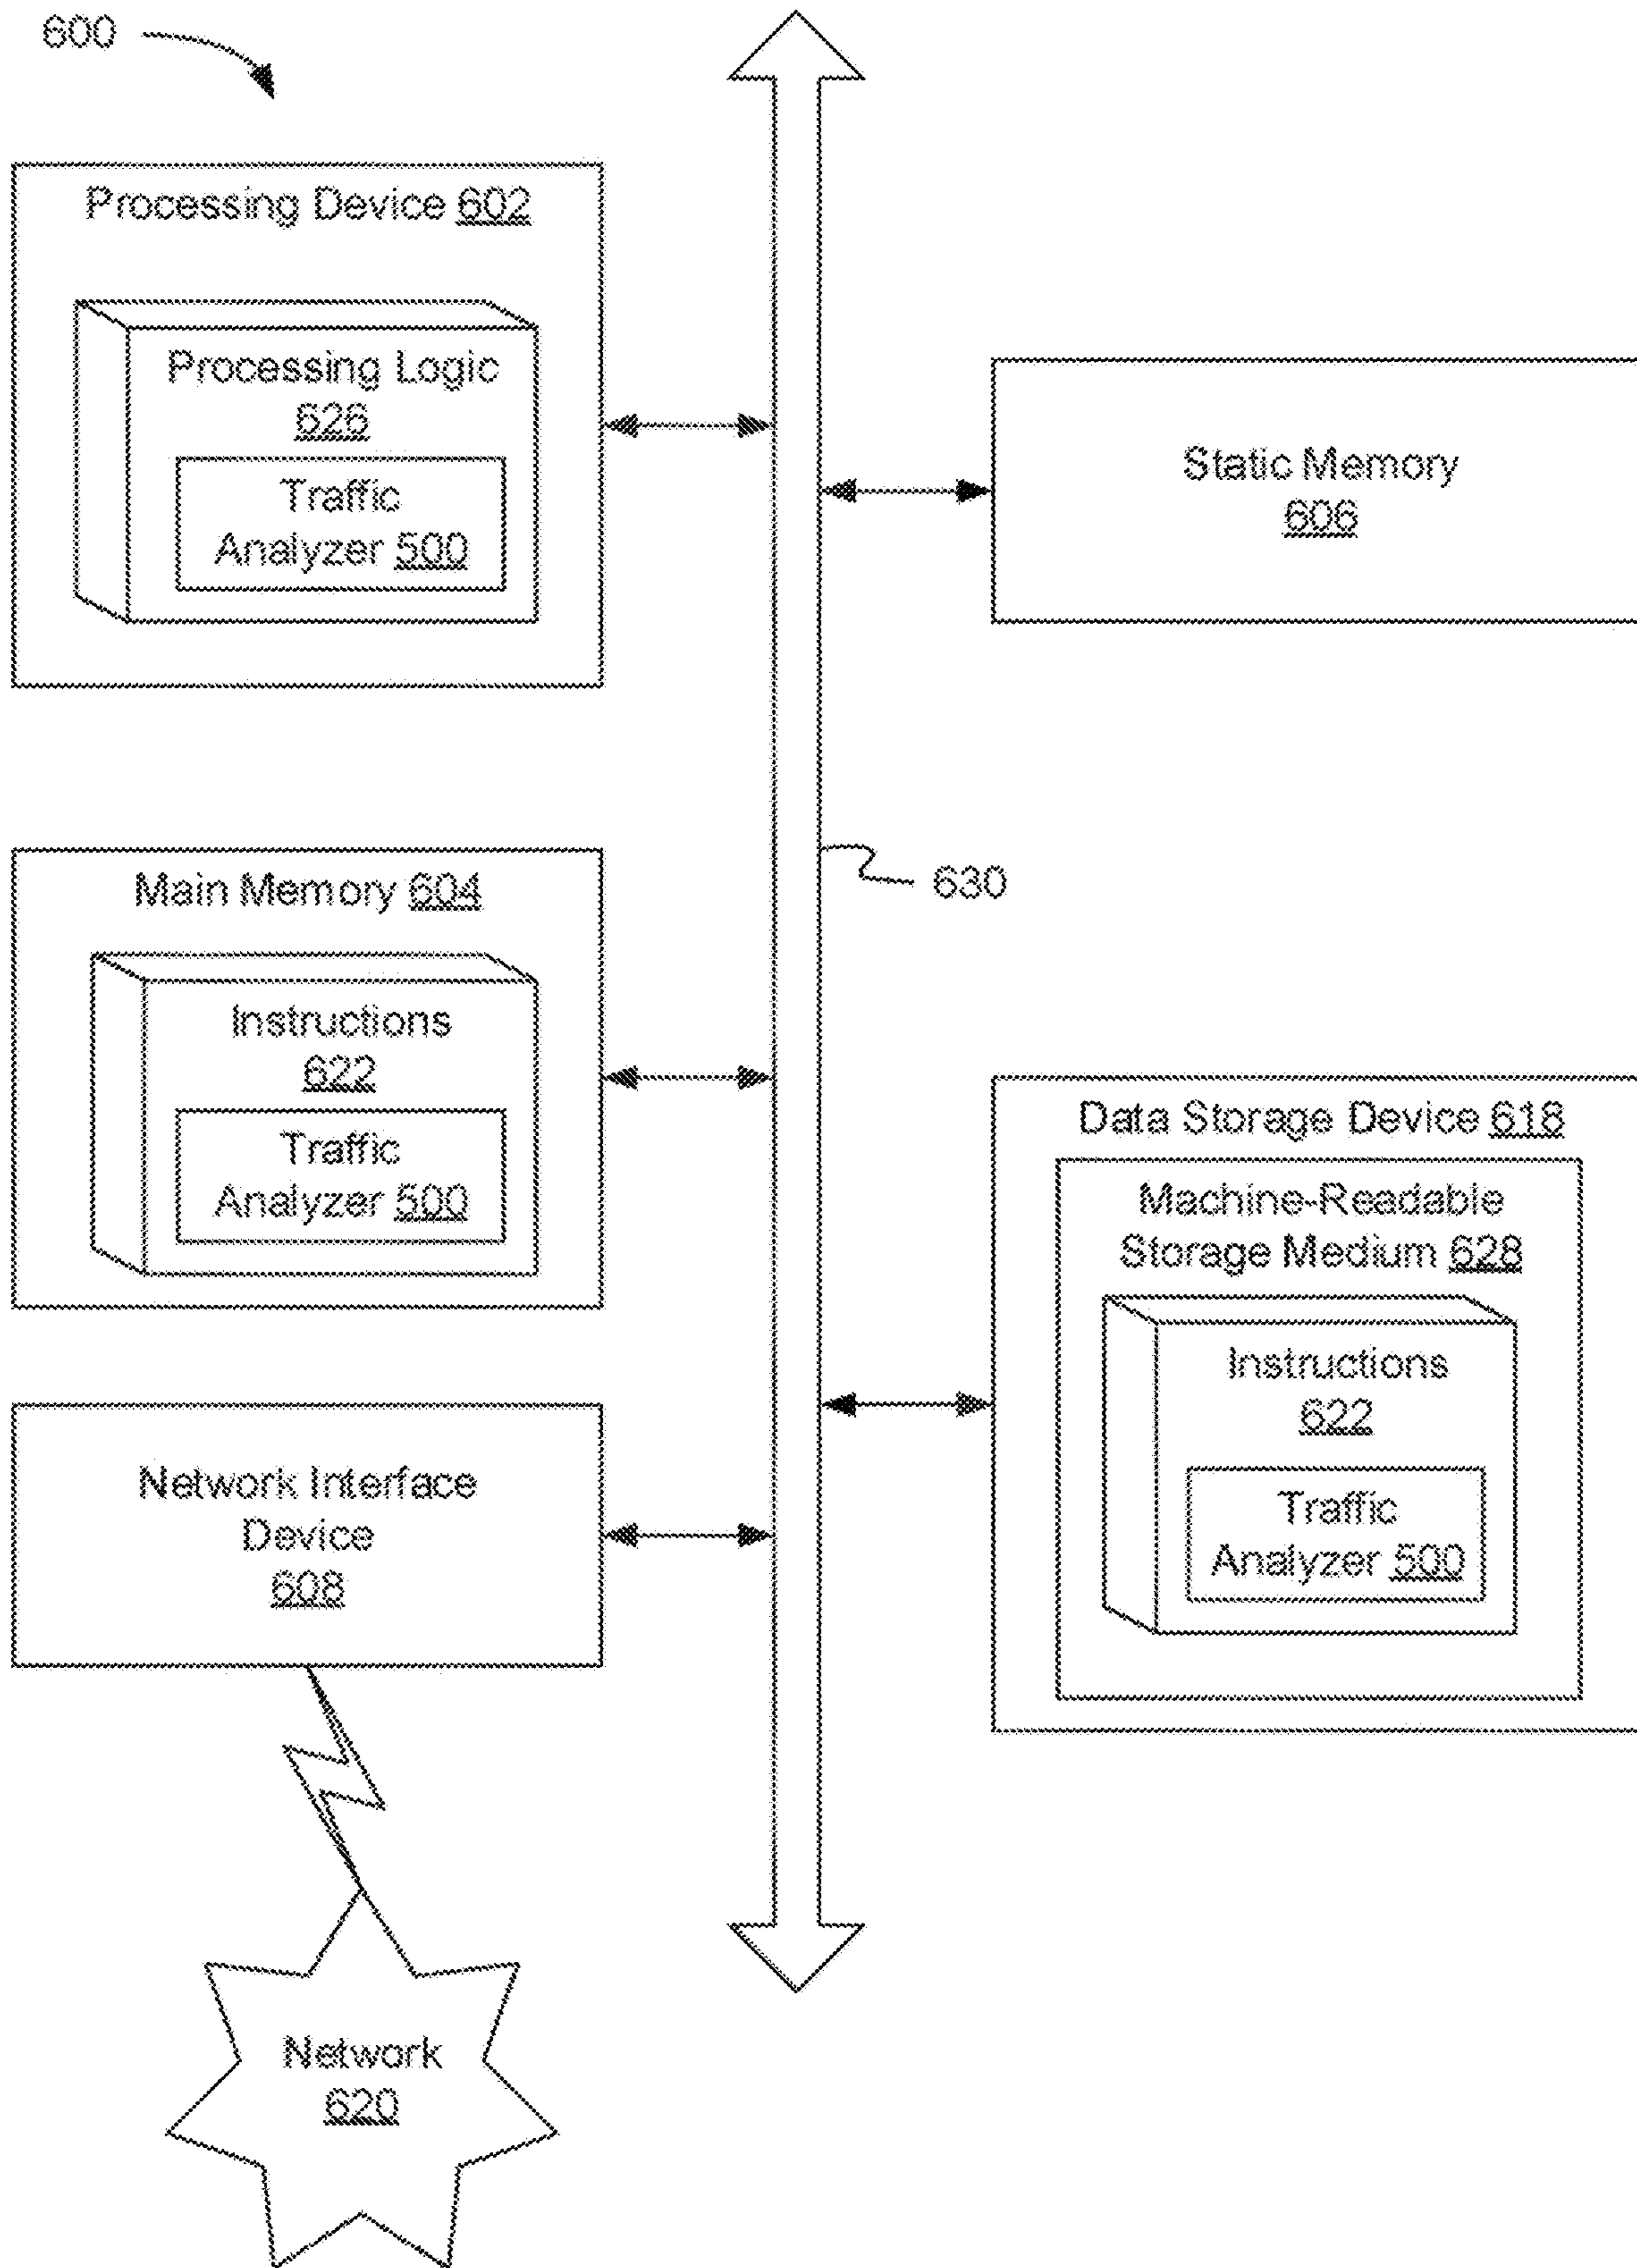 600
Processing Device 602
Processing Logic
626
Traffic
Analyzer 500
Static Memory
606
Main Memory 604
630
Instructions
622
Traffic
Analyzer 500
Data Storage Device 618
Machine-Readable
Storage Medium 628
Instructions
622
Traffic
Analyzer 500
Network Interface
Device
608
Network
620